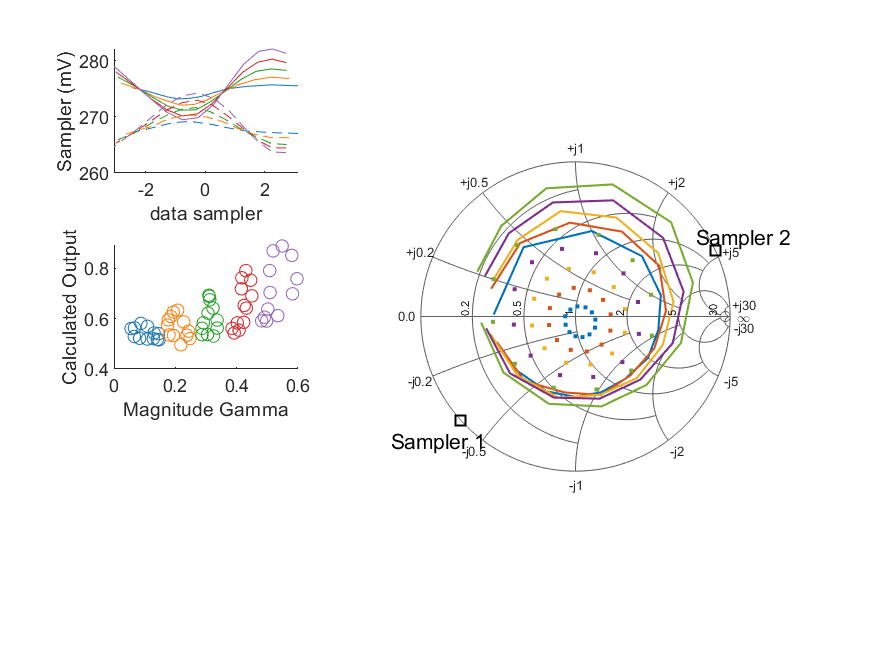 Sampler (mV)
280
270
260
-2
0
2
data sampler
Calculated Output
0.8
0.6
0.4
0
0.2
0.4
0.6
Magnitude Gamma
+j1
+j0.5
+j2
Sampler 2
+j0.2
+j5
0.0
0.2
0.5
1
2
5
30
+j30
∞
-j30
-j0.2
-j5
Sampler 1
-j0.5
-j2
-j1